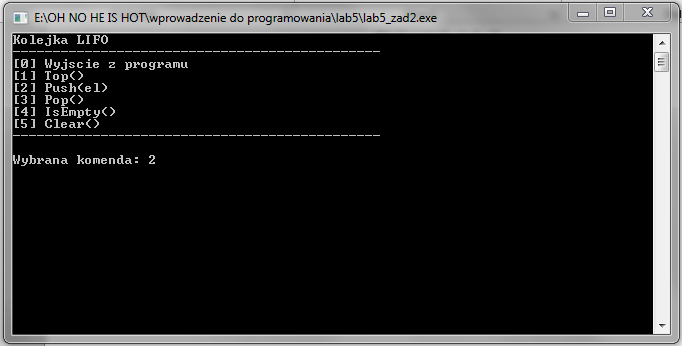 E:\OH NO HE IS HOT\wprowadzenie do programowania\lab5\lab5_zad2.exe
Kolejka LIFO
----------------------------------------------
[0] Wyjscie z programu
[1] Top()
[2] Push(el)
[3] Pop()
[4] IsEmpty()
[5] Clear()
----------------------------------------------
Wybrana komenda: 2